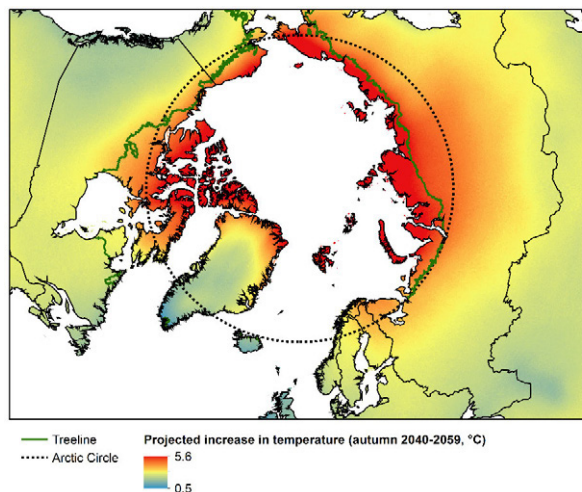 Treeline
Arctic Circle
Projected increase in temperature (autumn 2040-2059, °C)
5.6
0.5